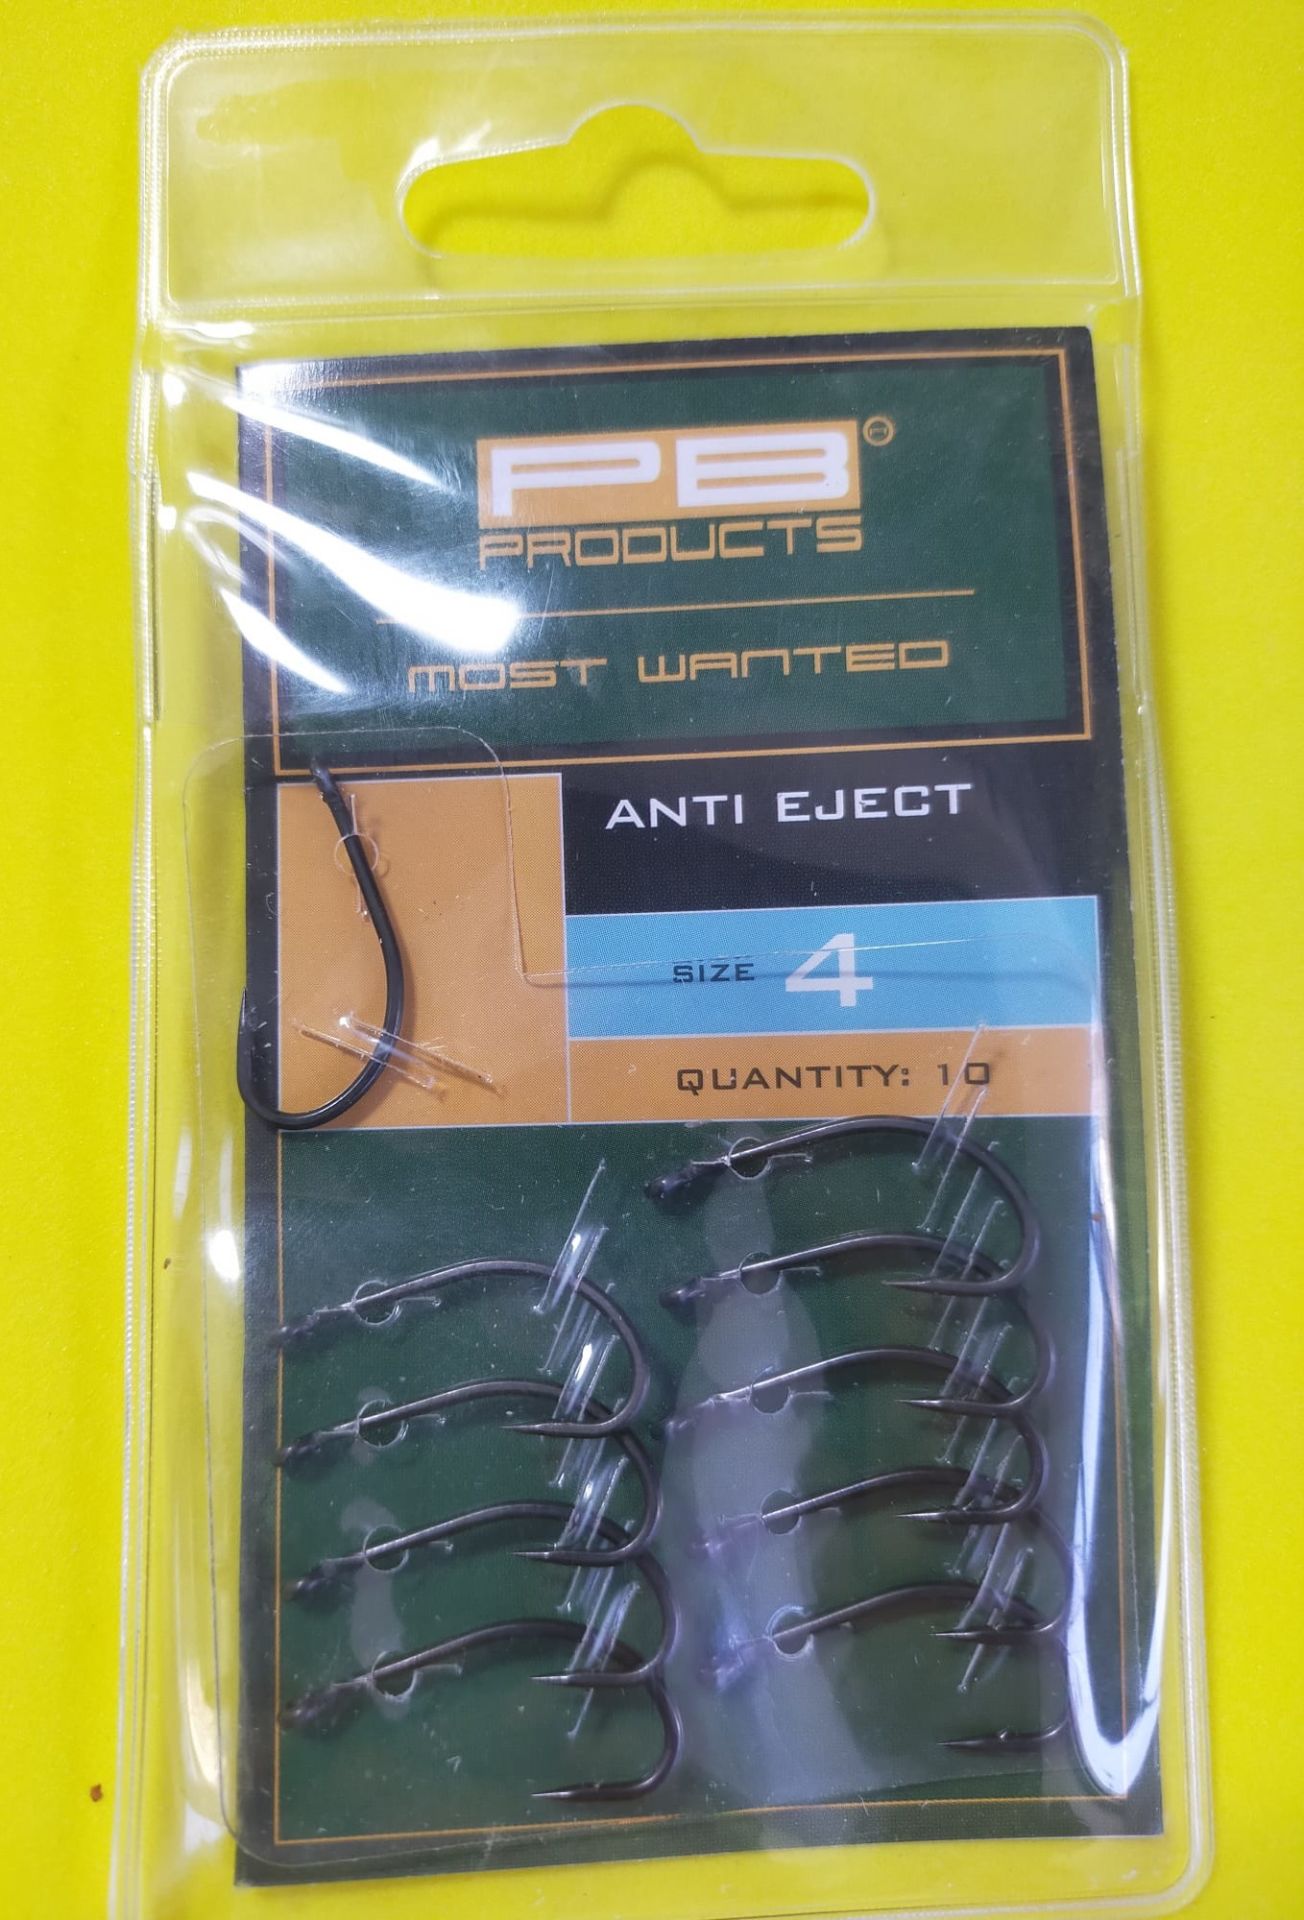 PB®
PRODUCTS
MOST WANTED
ANTI EJECT
SIZE 4
QUANTITY: 10